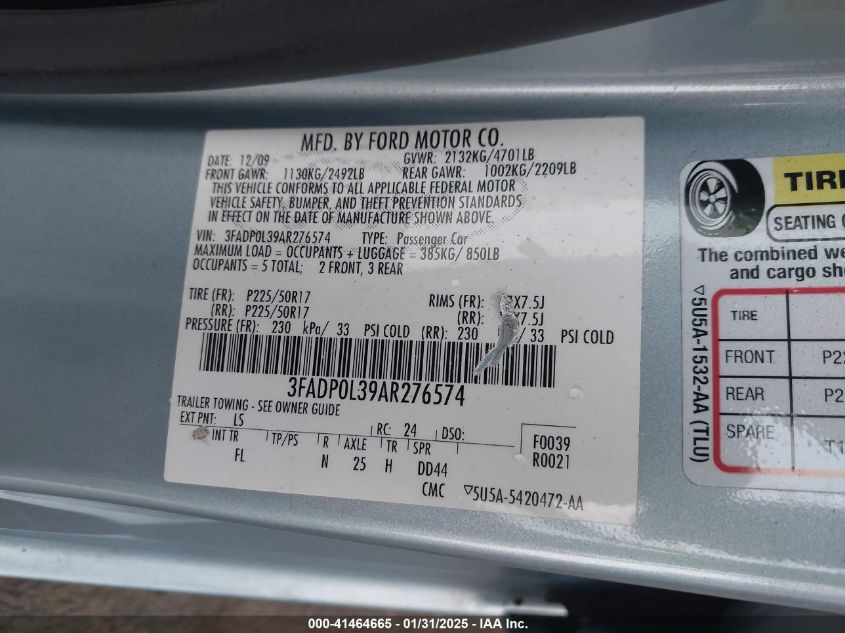 MFD. BY FORD MOTOR CO.
DATE: 12/09 GVWR: 2132KG/4701LB
FRONT GAWR: 1130KG/2492LB REAR GAWR: 1002KG/2209LB
THIS VEHICLE CONFORMS TO ALL APPLICABLE FEDERAL MOTOR
VEHICLE SAFETY, BUMPER, AND THEFT PREVENTION STANDARDS
IN EFFECT ON THE DATE OF MANUFACTURE SHOWN ABOVE.
VIN: 3FADP0L39AR276574 TYPE: Passenger Car
MAXIMUM LOAD = OCCUPANTS + LUGGAGE = 385KG/ 850LB
OCCUPANTS = 5 TOTAL: 2 FRONT, 3 REAR
TIRE (FR): P225/50R17 RIMS (FR): X7.5J
(RR): P225/50R17 (RR): X7.5J
PRESSURE (FR): 230 kPa/ 33 PSI COLD (RR): 230 /33 PSI COLD
3FADP0L39AR276574
TRAILER TOWING - SEE OWNER GUIDE
EXT PNT: LS RC: 24 DSO: F0039
INT TR TP/PS R AXLE TR SPR R0021
FL N 25 H DD44
CMC ▽5U5A-5420472-AA
TIRE
SEATING
The combined
and cargo
TIRE
FRONT
REAR
SPARE
▽5U5A-1532-AA (TLU)
000-41464665 / 01/31/2025 - IAA Inc.